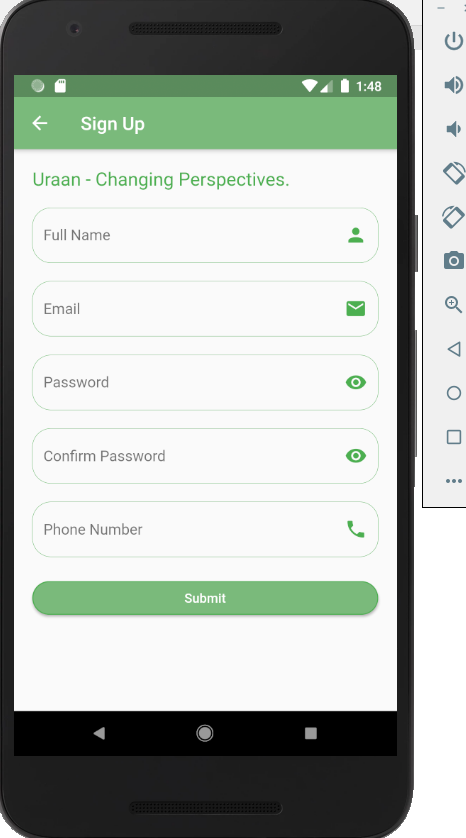 1:48
Sign Up
Uraan - Changing Perspectives.
Full Name
Email
Password
Confirm Password
Phone Number
Submit